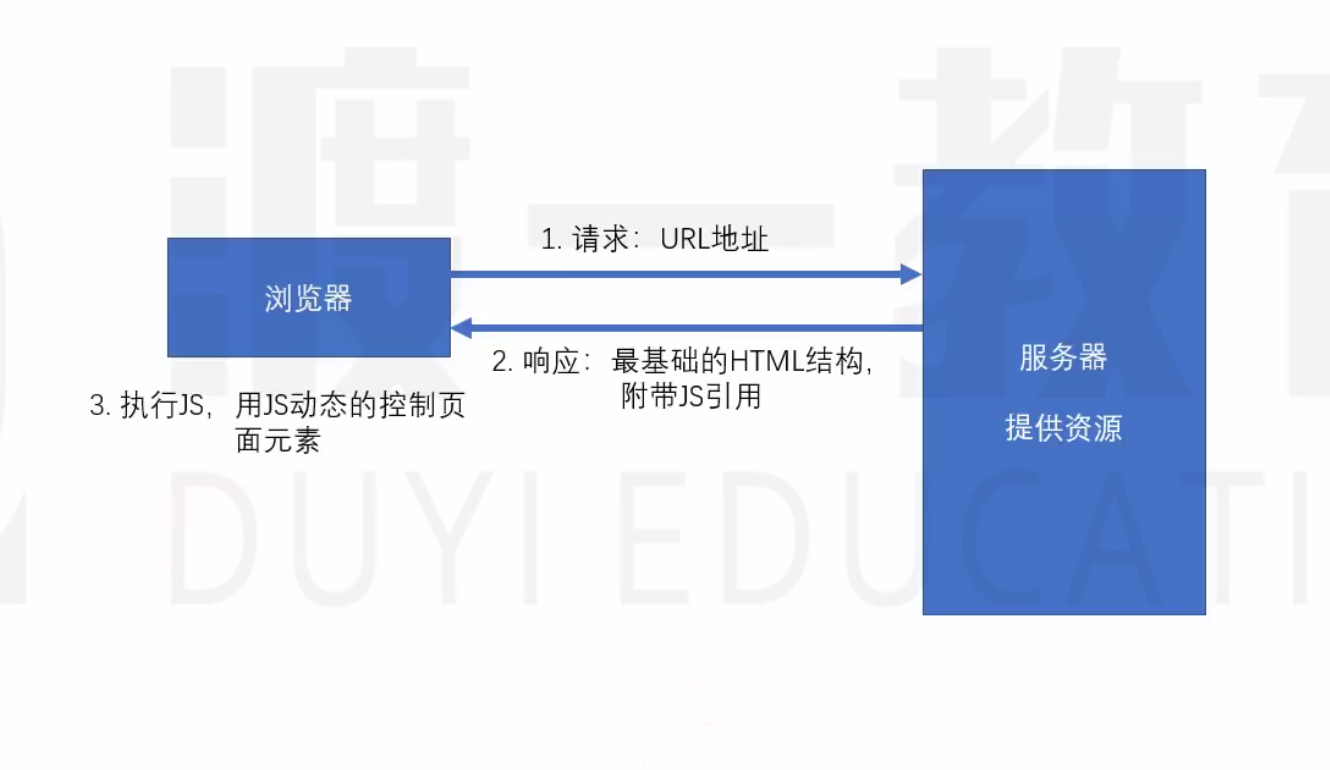 渡一教育
1. 请求：URL地址
浏览器
2. 响应：最基础的HTML结构，
附带JS引用
服务器
提供资源
3. 执行JS，用JS动态的控制页
面元素
DUYI EDUCATI